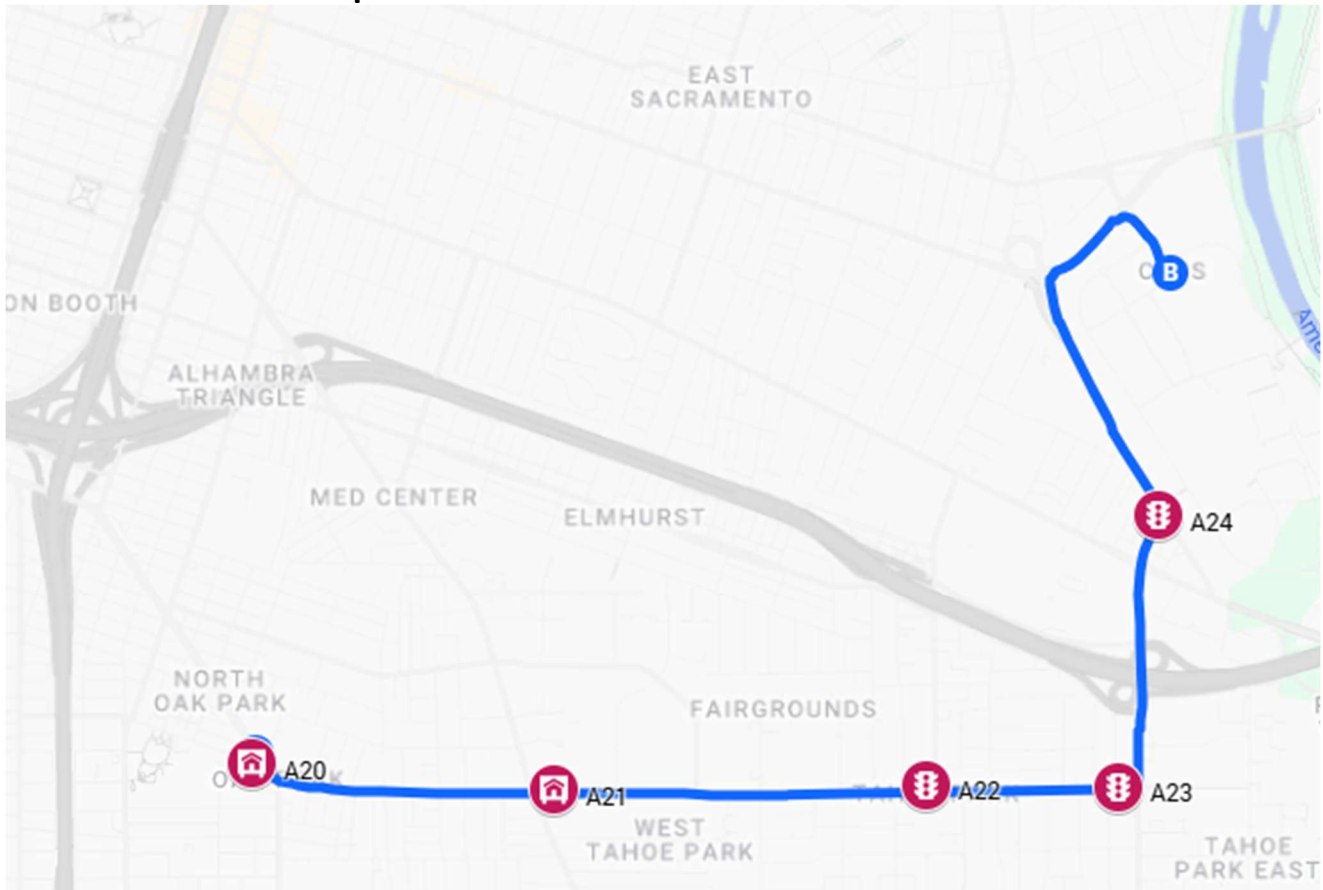 EAST
SACRAMENTO
B
ON BOOTH
ALHAMBRA
TRIANGLE
MED CENTER
ELMHURST
A24
NORTH
OAK PARK
FAIRGROUNDS
A20
A21
A22
A23
WEST
TAHOE PARK
TAHOE
PARK EAST